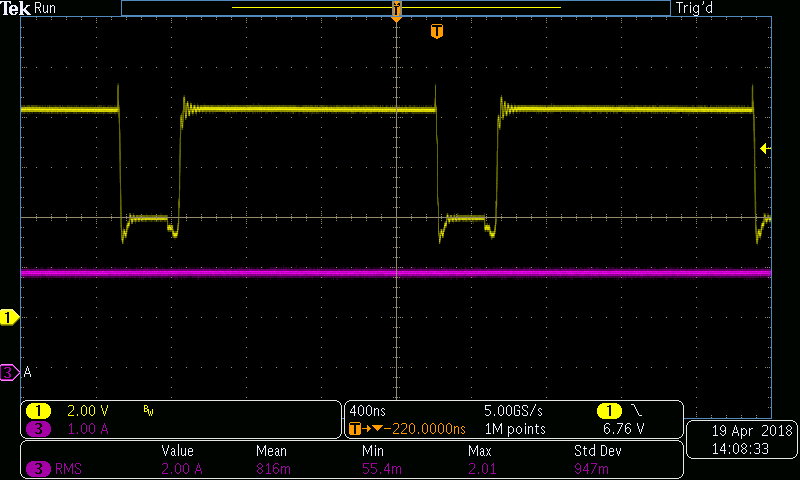 Tek Run Trig'd
T
T
1
3 A
1 2.00 V BW
3 1.00 A
400ns 5.00GS/s 1 6.76 V
T→▼−220.0000ns 1M points
19 Apr 2018
14:08:33
Value Mean Min Max Std Dev
3 RMS 2.00 A 816m 55.4m 2.01 947m